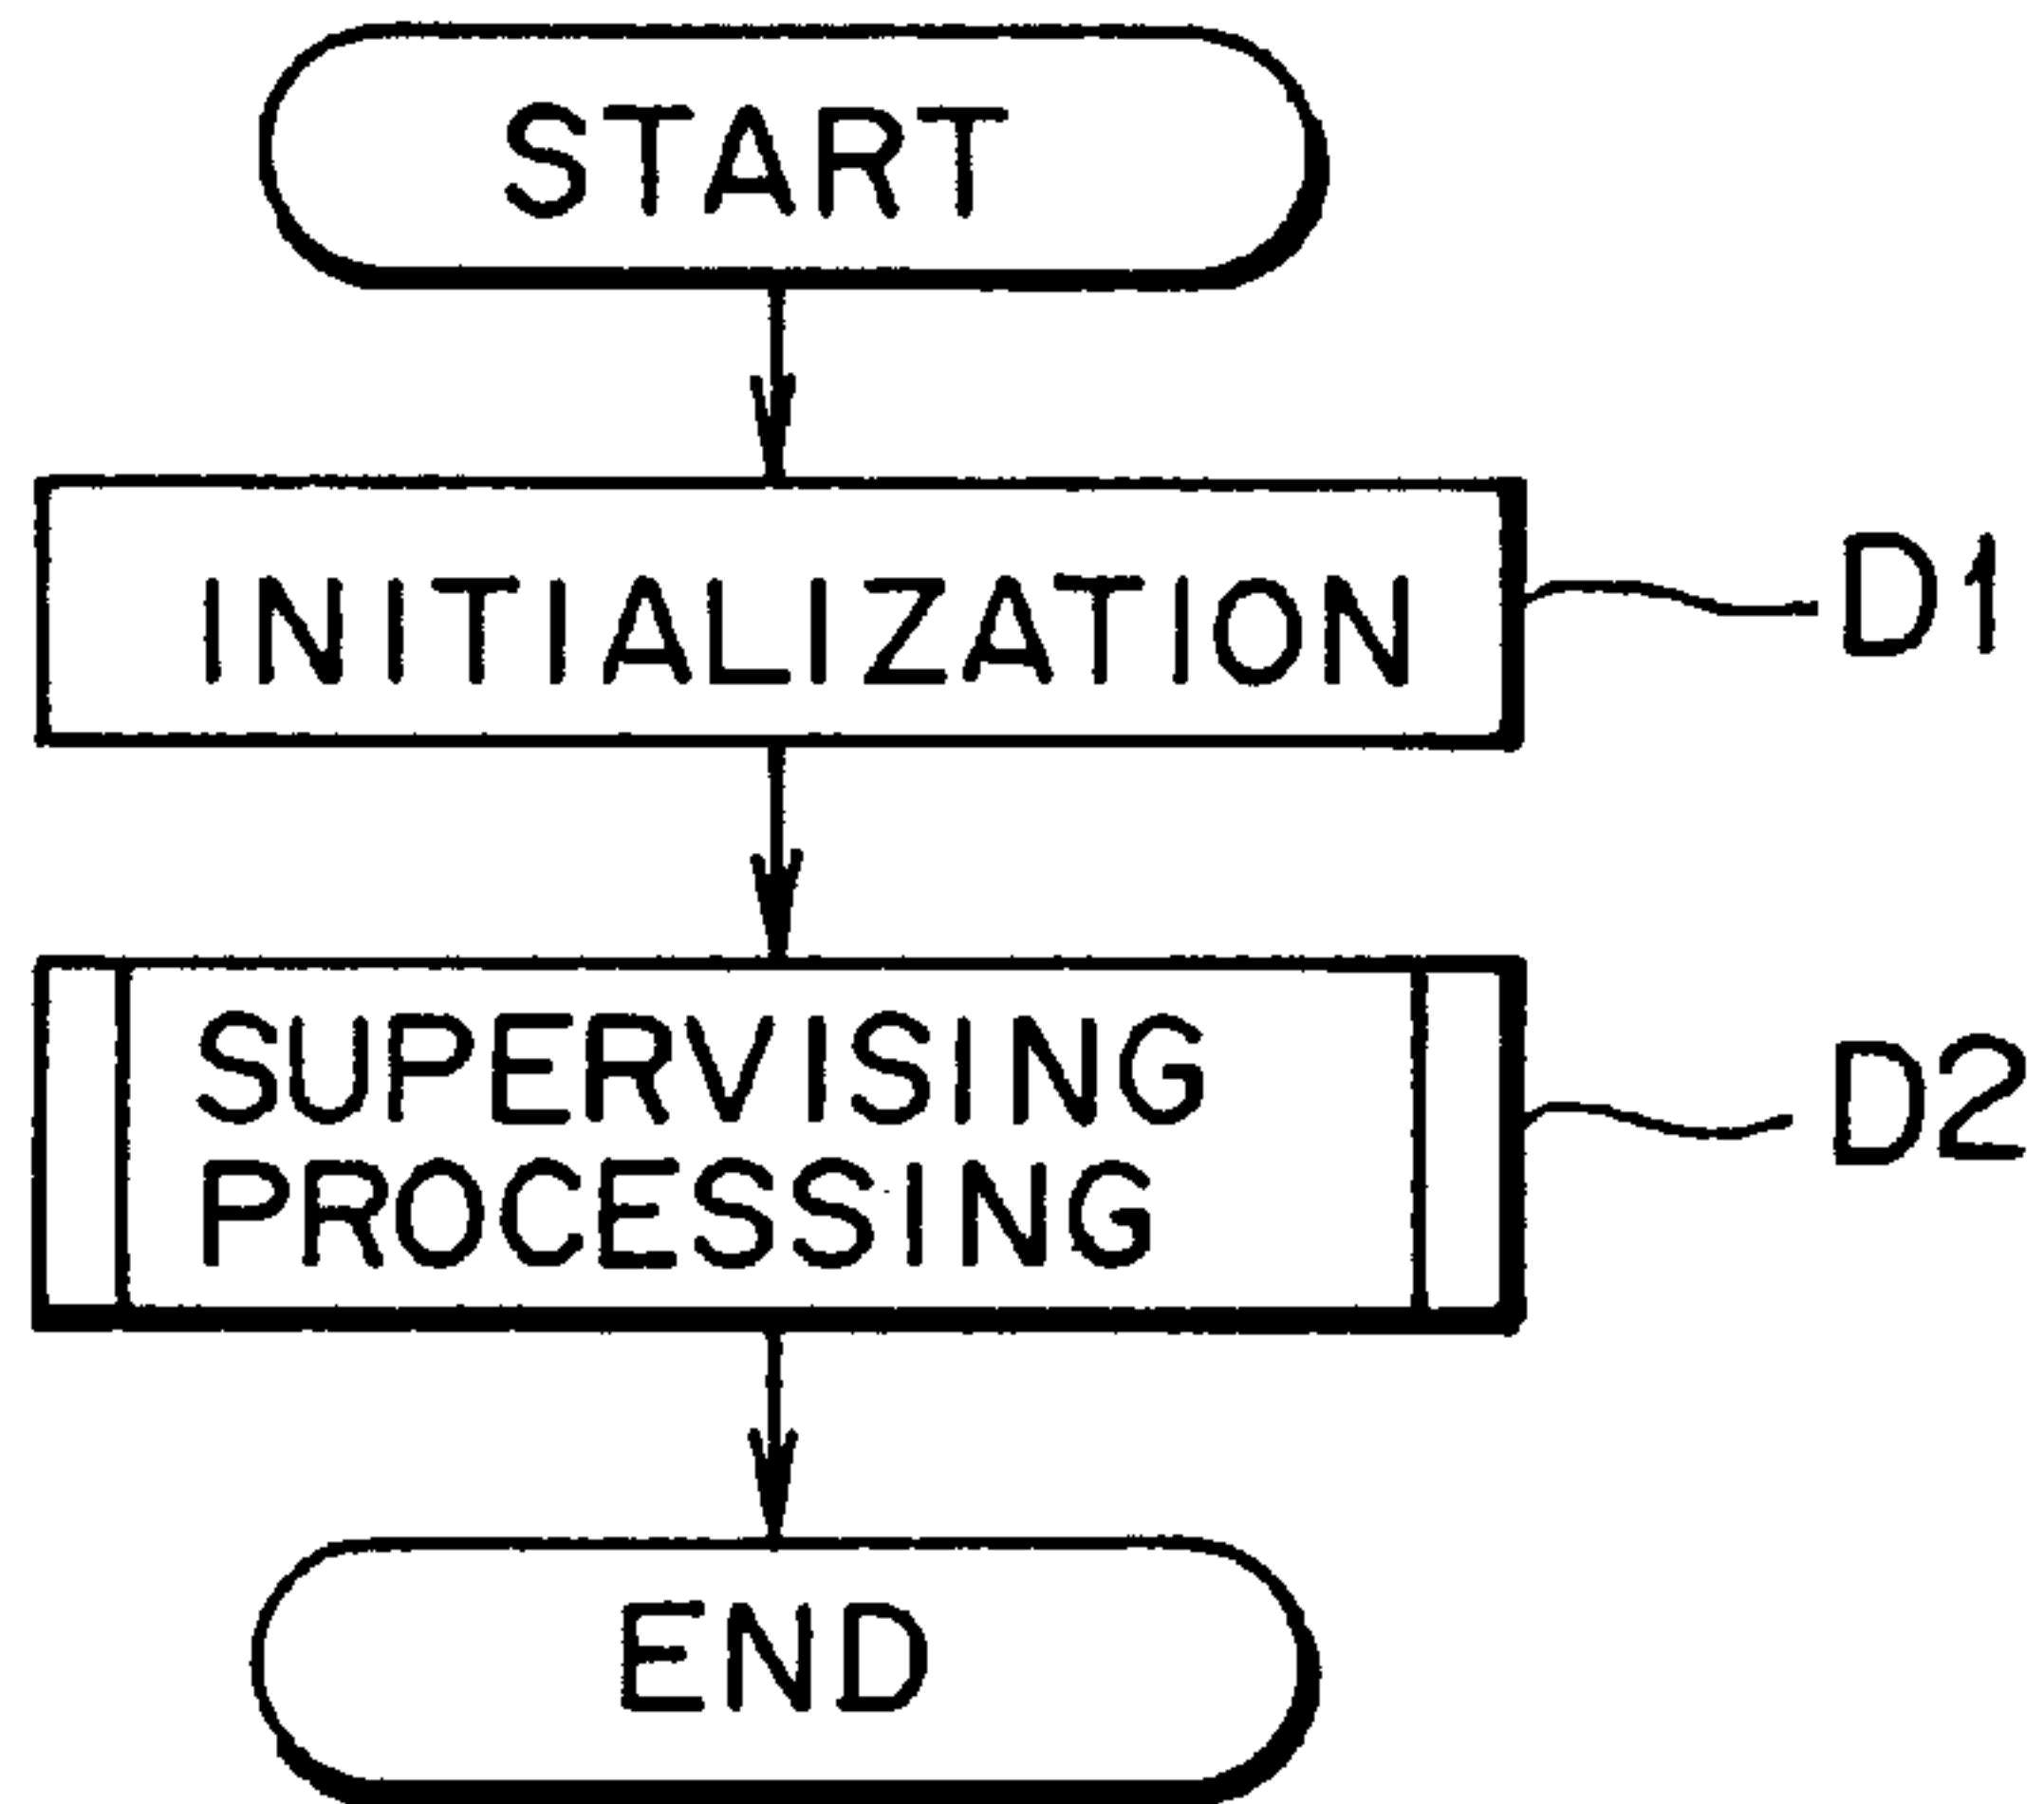 START
INITIALIZATION
D1
SUPERVISING
PROCESSING
D2
END